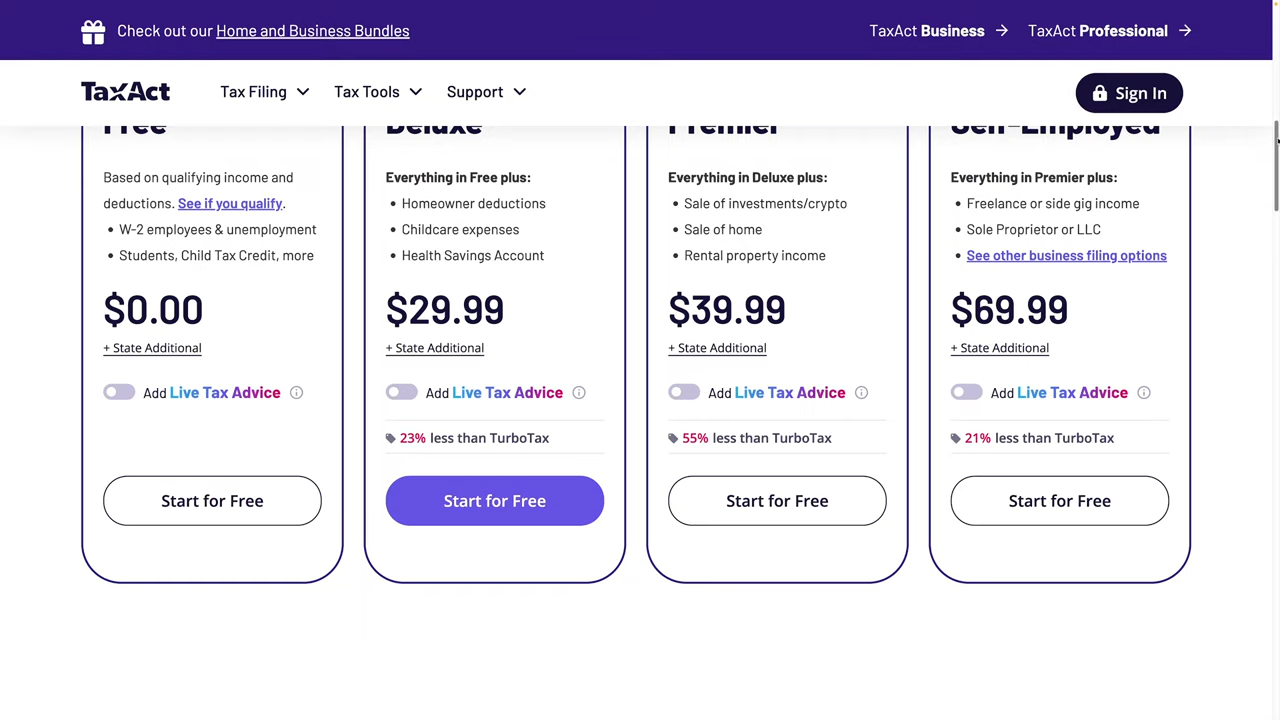 Check out our Home and Business Bundles
TaxAct Business
TaxAct Professional
TaxAct
Tax Filing
Tax Tools
Support
Sign In
Free
Based on qualifying income and
deductions. See if you qualify.
• W-2 employees & unemployment
• Students, Child Tax Credit, more
$0.00
+ State Additional
Add Live Tax Advice
Start for Free
Deluxe
Everything in Free plus:
• Homeowner deductions
• Childcare expenses
• Health Savings Account
$29.99
+ State Additional
Add Live Tax Advice
23% less than TurboTax
Start for Free
Premier
Everything in Deluxe plus:
• Sale of investments/crypto
• Sale of home
• Rental property income
$39.99
+ State Additional
Add Live Tax Advice
55% less than TurboTax
Start for Free
Self-Employed
Everything in Premier plus:
• Freelance or side gig income
• Sole Proprietor or LLC
• See other business filing options
$69.99
+ State Additional
Add Live Tax Advice
21% less than TurboTax
Start for Free